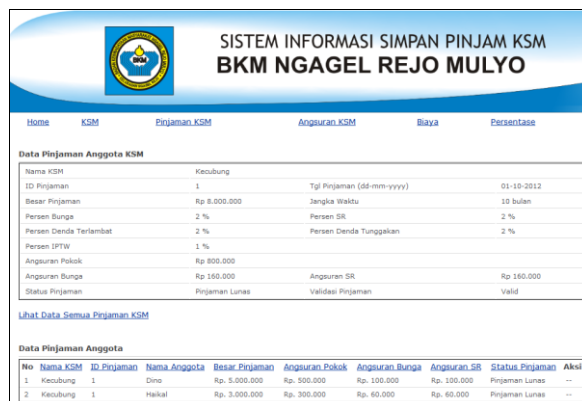 BKM
SISTEM INFORMASI SIMPAN PINJAM KSM
BKM NGAGEL REJO MULYO
Home KSM Pinjaman KSM Angsuran KSM Biaya Persentase
Data Pinjaman Anggota KSM
Nama KSM Kecubung
ID Pinjaman 1 Tgl Pinjaman (dd-mm-yyyy) 01-10-2012
Besar Pinjaman Rp 8.000.000 Jangka Waktu 10 bulan
Persen Bunga 2 % Persen SR 2 %
Persen Denda Terlambat 2 % Persen Denda Tunggakan 2 %
Persen IPTW 1 %
Angsuran Pokok Rp 800.000
Angsuran Bunga Rp 160.000 Angsuran SR Rp 160.000
Status Pinjaman Pinjaman Lunas Validasi Pinjaman Valid
Lihat Data Semua Pinjaman KSM
Data Pinjaman Anggota
No Nama KSM ID Pinjaman Nama Anggota Besar Pinjaman Angsuran Pokok Angsuran Bunga Angsuran SR Status Pinjaman Aksi
1 Kecubung 1 Dino Rp. 5.000.000 Rp. 500.000 Rp. 100.000 Rp. 100.000 Pinjaman Lunas --
2 Kecubung 1 Haikal Rp. 3.000.000 Rp. 300.000 Rp. 60.000 Rp. 60.000 Pinjaman Lunas --